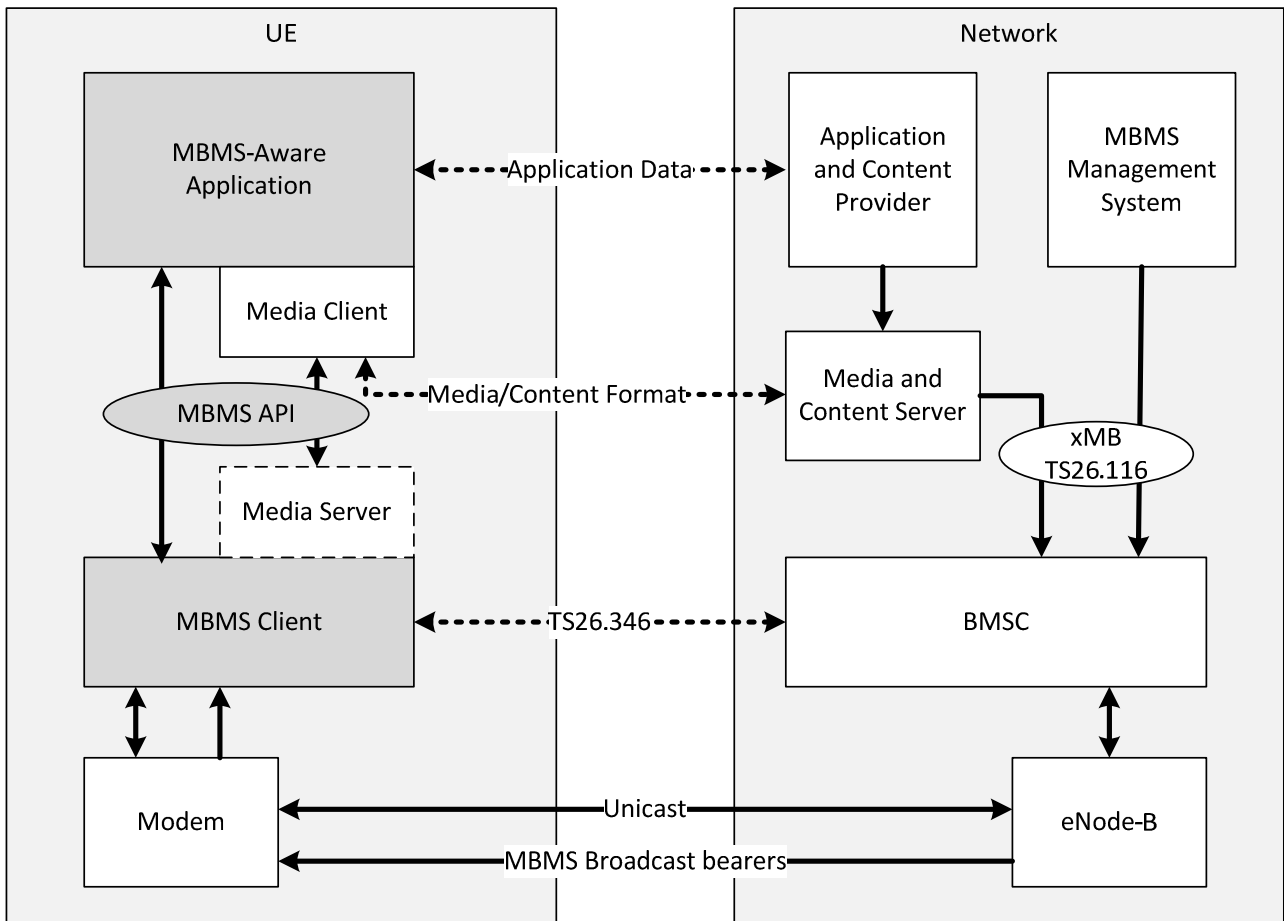 UE
Network
MBMS-Aware
Application
Application Data
Application
and Content
Provider
MBMS
Management
System
Media Client
Media/Content Format
Media and
Content Server
MBMS API
xMB
TS26.116
Media Server
MBMS Client
TS26.346
BMSC
Modem
Unicast
eNode-B
MBMS Broadcast bearers